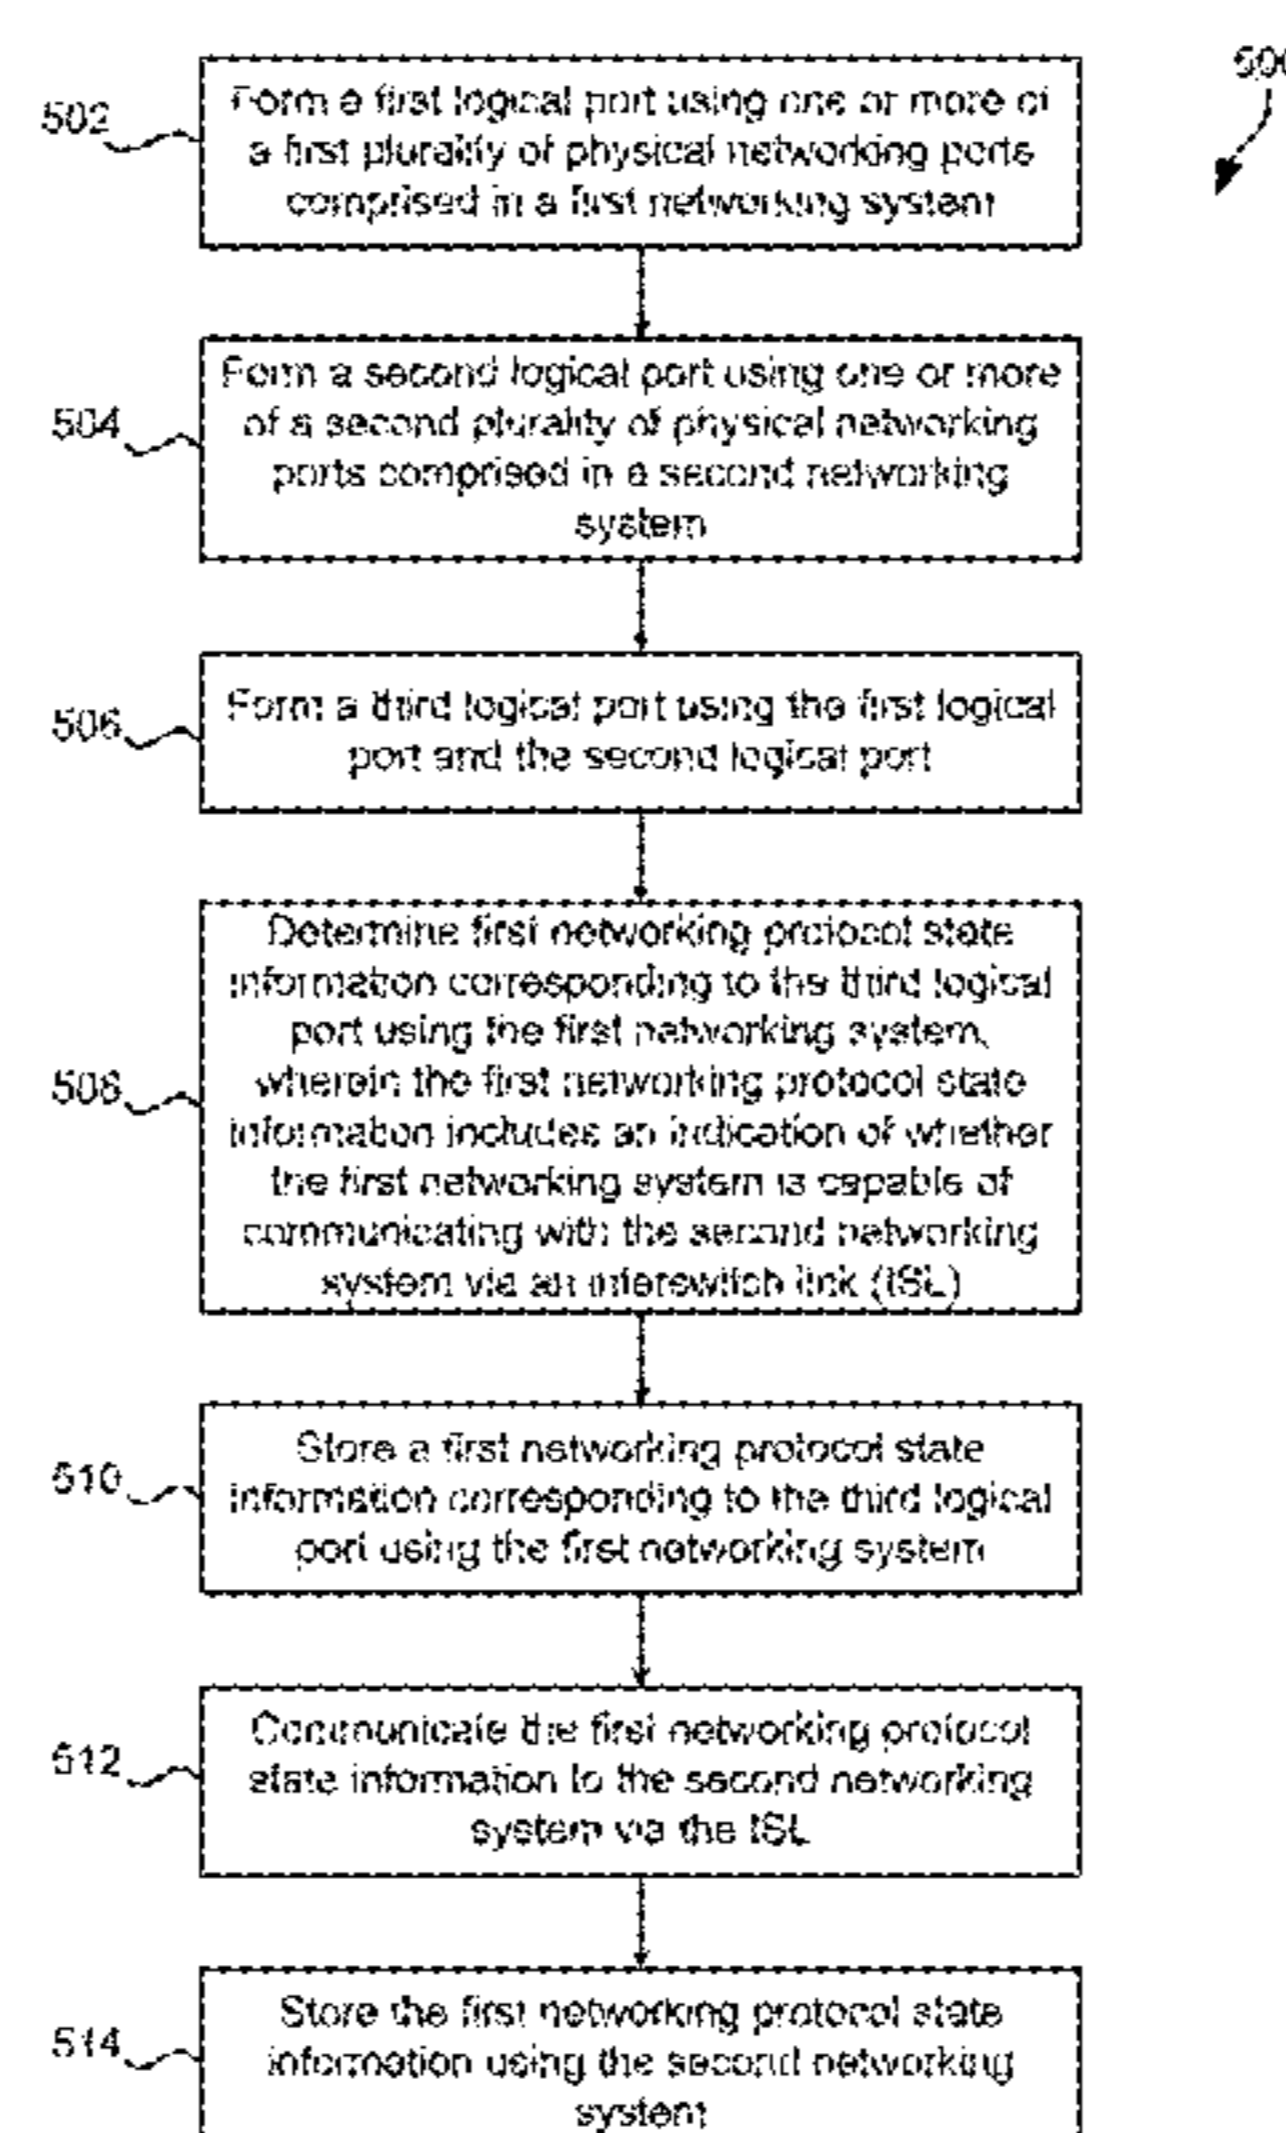 500
502
Form a first logical port using one or more of
a first plurality of physical networking ports
comprised in a first networking system
504
Form a second logical port using one or more
of a second plurality of physical networking
ports comprised in a second networking
system
506
Form a third logical port using the first logical
port and the second logical port
508
Determine first networking protocol state
information corresponding to the third logical
port using the first networking system,
wherein the first networking protocol state
information includes an indication of whether
the first networking system is capable of
communicating with the second networking
system via an interswitch link (ISL)
510
Store a first networking protocol state
information corresponding to the third logical
port using the first networking system
512
Communicate the first networking protocol
state information to the second networking
system via the ISL
514
Store the first networking protocol state
information using the second networking
system